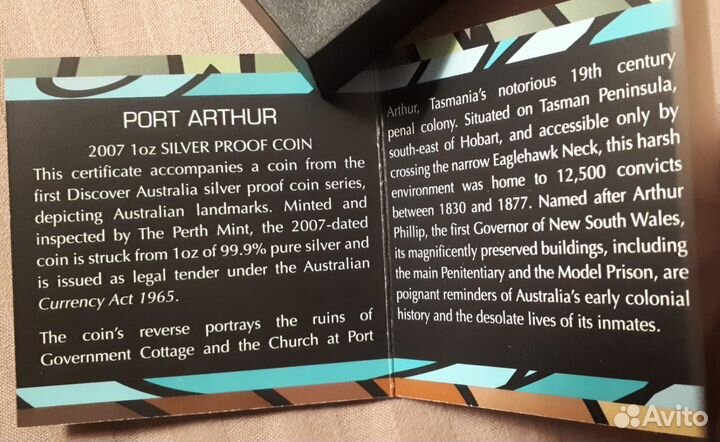 PORT ARTHUR
2007 1oz SILVER PROOF COIN
This certificate accompanies a coin from the
first Discover Australia silver proof coin series,
depicting Australian landmarks. Minted and
inspected by The Perth Mint, the 2007-dated
coin is struck from 1oz of 99.9% pure silver and
is issued as legal tender under the Australian
Currency Act 1965.
The coin's reverse portrays the ruins of
Government Cottage and the Church at Port
Arthur, Tasmania's notorious 19th century
penal colony. Situated on Tasman Peninsula,
south-east of Hobart, and accessible only by
crossing the narrow Eaglehawk Neck, this harsh
environment was home to 12,500 convicts
between 1830 and 1877. Named after Arthur
Phillip, the first Governor of New South Wales,
its magnificently preserved buildings, including
the main Penitentiary and the Model Prison, are
poignant reminders of Australia's early colonial
history and the desolate lives of its inmates.
Avito